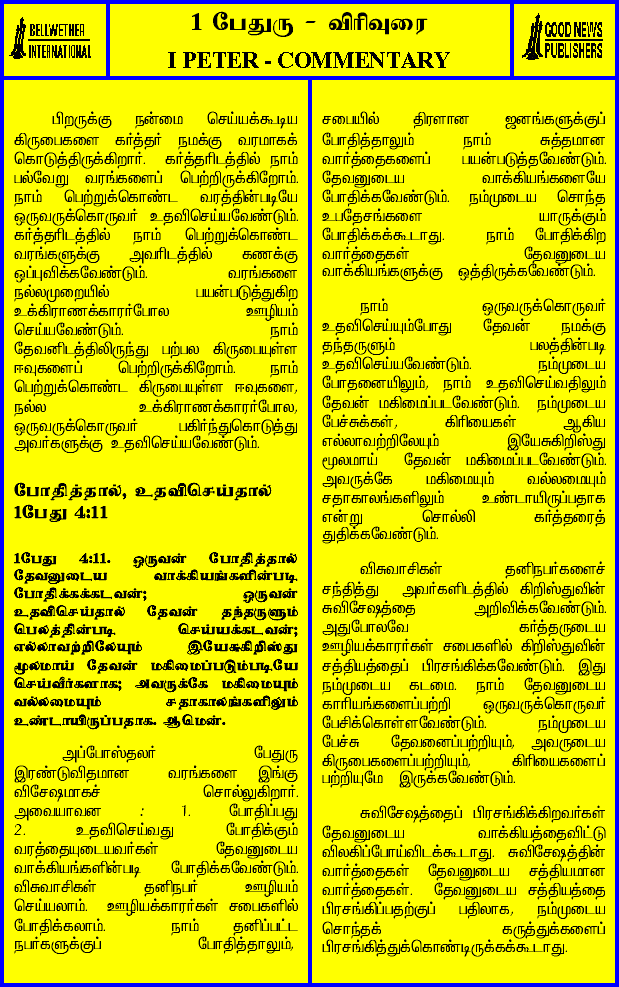 BELLWETHER
INTERNATIONAL
1 பேதுரு - விரிவுரை
I PETER - COMMENTARY
GOOD NEWS
PUBLISHERS
பிறருக்கு நன்மை செய்யக்கூடிய
கிருபைகளை கர்த்தர் நமக்கு வரமாகக்
கொடுத்திருக்கிறார். கர்த்தரிடத்தில் நாம்
பல்வேறு வரங்களைப் பெற்றிருக்கிறோம்.
நாம் பெற்றுக்கொண்ட வரத்தின்படியே
ஒருவருக்கொருவர் உதவிசெய்யவேண்டும்.
கர்த்தரிடத்தில் நாம் பெற்றுக்கொண்ட
வரங்களுக்கு அவரிடத்தில் கணக்கு
ஒப்புவிக்கவேண்டும். வரங்களை
நல்லமுறையில் பயன்படுத்துகிற
உக்கிராணக்காரர்போல ஊழியம்
செய்யவேண்டும். நாம்
தேவனிடத்திலிருந்து பற்பல கிருபையுள்ள
ஈவுகளைப் பெற்றிருக்கிறோம். நாம்
பெற்றுக்கொண்ட கிருபையுள்ள ஈவுகளை,
நல்ல உக்கிராணக்காரர்போல,
ஒருவருக்கொருவர் பகிர்ந்துகொடுத்து
அவர்களுக்கு உதவிசெய்யவேண்டும்.
போதித்தால், உதவிசெய்தால்
1பேது 4:11
1பேது 4:11. ஒருவன் போதித்தால்
தேவனுடைய வாக்கியங்களின்படி
போதிக்கக்கடவன்; ஒருவன்
உதவிசெய்தால் தேவன் தந்தருளும்
பெலத்தின்படி செய்யக்கடவன்;
எல்லாவற்றிலேயும் இயேசுகிறிஸ்து
மூலமாய் தேவன் மகிமைப்படும்படியே
செய்வீர்களாக; அவருக்கே மகிமையும்
வல்லமையும் சதாகாலங்களிலும்
உண்டாயிருப்பதாக. ஆமென்.
அப்போஸ்தலர் பேதுரு
இரண்டுவிதமான வரங்களை இங்கு
விசேஷமாகச் சொல்லுகிறார்.
அவையாவன : 1. போதிப்பது
2. உதவிசெய்வது போதிக்கும்
வரத்தையுடையவர்கள் தேவனுடைய
வாக்கியங்களின்படி போதிக்கவேண்டும்.
விசுவாசிகள் தனிநபர் ஊழியம்
செய்யலாம். ஊழியக்காரர்கள் சபைகளில்
போதிக்கலாம். நாம் தனிப்பட்ட
நபர்களுக்குப் போதித்தாலும்,
சபையில் திரளான ஜனங்களுக்குப்
போதித்தாலும் நாம் சுத்தமான
வார்த்தைகளைப் பயன்படுத்தவேண்டும்.
தேவனுடைய வாக்கியங்களையே
போதிக்கவேண்டும். நம்முடைய சொந்த
உபதேசங்களை யாருக்கும்
போதிக்கக்கூடாது. நாம் போதிக்கிற
வார்த்தைகள் தேவனுடைய
வாக்கியங்களுக்கு ஒத்திருக்கவேண்டும்.
நாம் ஒருவருக்கொருவர்
உதவிசெய்யும்போது தேவன் நமக்கு
தந்தருளும் பலத்தின்படி
உதவிசெய்யவேண்டும். நம்முடைய
போதனையிலும், நாம் உதவிசெய்வதிலும்
தேவன் மகிமைப்படவேண்டும். நம்முடைய
பேச்சுக்கள், கிரியைகள் ஆகிய
எல்லாவற்றிலேயும் இயேசுகிறிஸ்து
மூலமாய் தேவன் மகிமைப்படவேண்டும்.
அவருக்கே மகிமையும் வல்லமையும்
சதாகாலங்களிலும் உண்டாயிருப்பதாக
என்று சொல்லி கர்த்தரைத்
துதிக்கவேண்டும்.
விசுவாசிகள் தனிநபர்களைச்
சந்தித்து அவர்களிடத்தில் கிறிஸ்துவின்
சுவிசேஷத்தை அறிவிக்கவேண்டும்.
அதுபோலவே கர்த்தருடைய
ஊழியக்காரர்கள் சபைகளில் கிறிஸ்துவின்
சத்தியத்தைப் பிரசங்கிக்கவேண்டும். இது
நம்முடைய கடமை. நாம் தேவனுடைய
காரியங்களைப்பற்றி ஒருவருக்கொருவர்
பேசிக்கொள்ளவேண்டும். நம்முடைய
பேச்சு தேவனைப்பற்றியும், அவருடைய
கிருபைகளைப்பற்றியும், கிரியைகளைப்
பற்றியுமே இருக்கவேண்டும்.
சுவிசேஷத்தைப் பிரசங்கிக்கிறவர்கள்
தேவனுடைய வாக்கியத்தைவிட்டு
விலகிப்போய்விடக்கூடாது. சுவிசேஷத்தின்
வார்த்தைகள் தேவனுடைய சத்தியமான
வார்த்தைகள். தேவனுடைய சத்தியத்தை
பிரசங்கிப்பதற்குப் பதிலாக, நம்முடைய
சொந்தக் கருத்துக்களைப்
பிரசங்கித்துக்கொண்டிருக்கக்கூடாது.